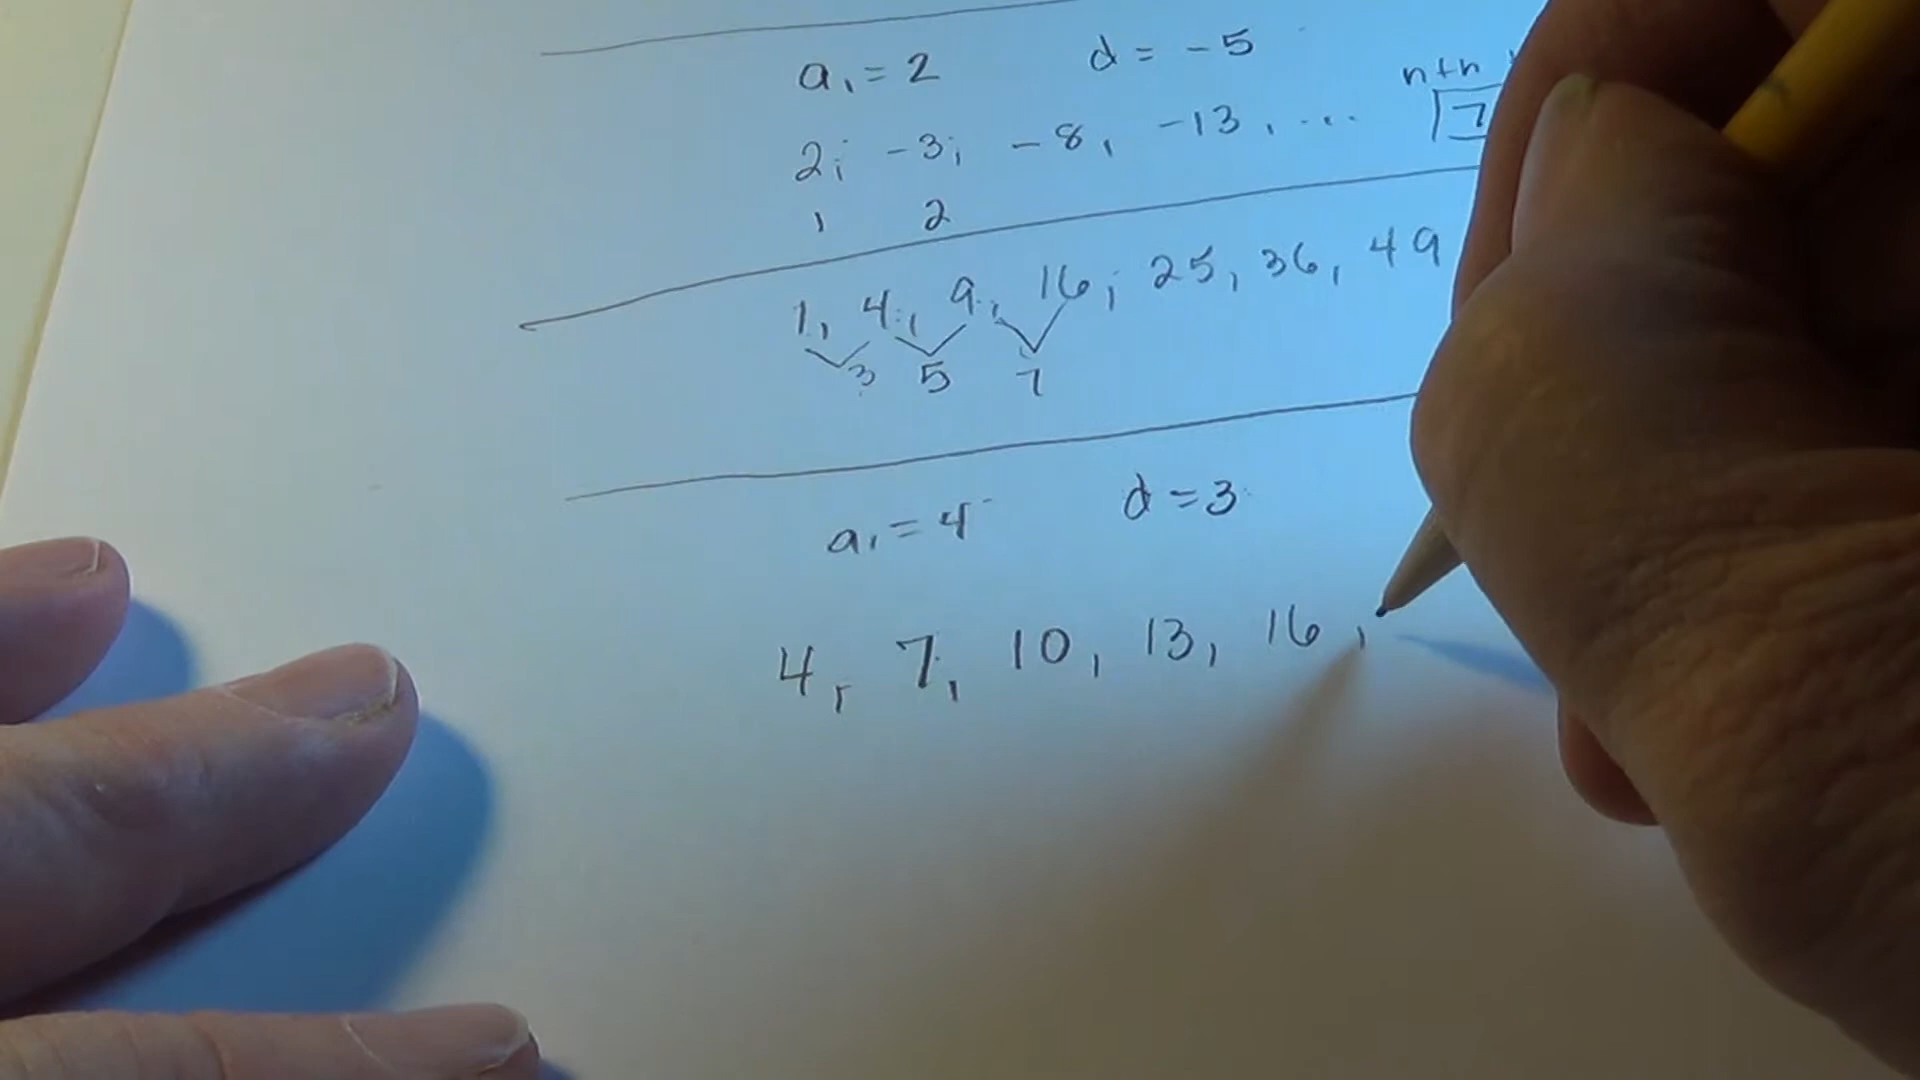 a₁ = 2 d = -5
nth
2, -3, -8, -13, ... 7
1 2
1, 4, 9, 16, 25, 36, 49
3 5 7
a₁ = 4 d = 3
4, 7, 10, 13, 16,